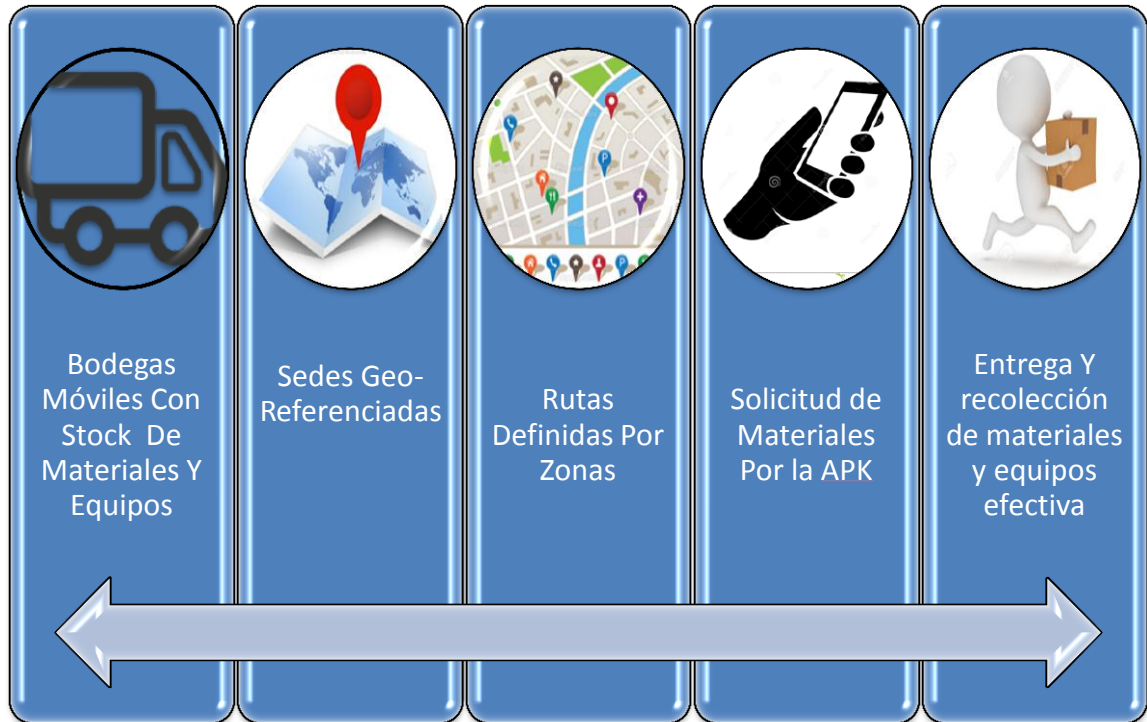 Bodegas
Móviles Con
Stock De
Materiales Y
Equipos
Sedes Geo-
Referenciadas
Rutas
Definidas Por
Zonas
Solicitud de
Materiales
Por la APK
Entrega Y
recolección
de materiales
y equipos
efectiva